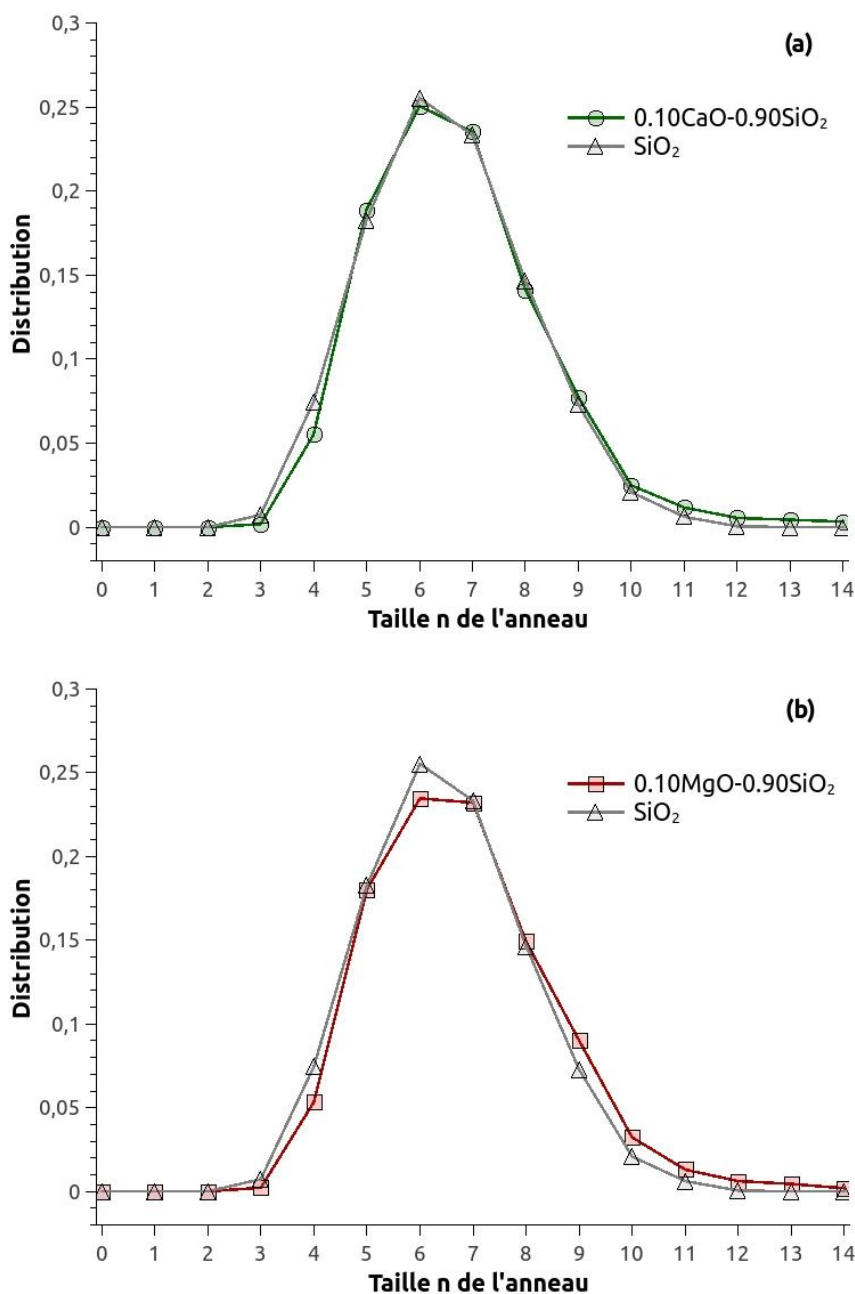 (a)
0,3
0,25
0,2
0,15
0,1
0,05
0
Distribution
0.10CaO-0.90SiO₂
SiO₂
0 1 2 3 4 5 6 7 8 9 10 11 12 13 14
Taille n de l'anneau
(b)
0,3
0,25
0,2
0,15
0,1
0,05
0
Distribution
0.10MgO-0.90SiO₂
SiO₂
0 1 2 3 4 5 6 7 8 9 10 11 12 13 14
Taille n de l'anneau